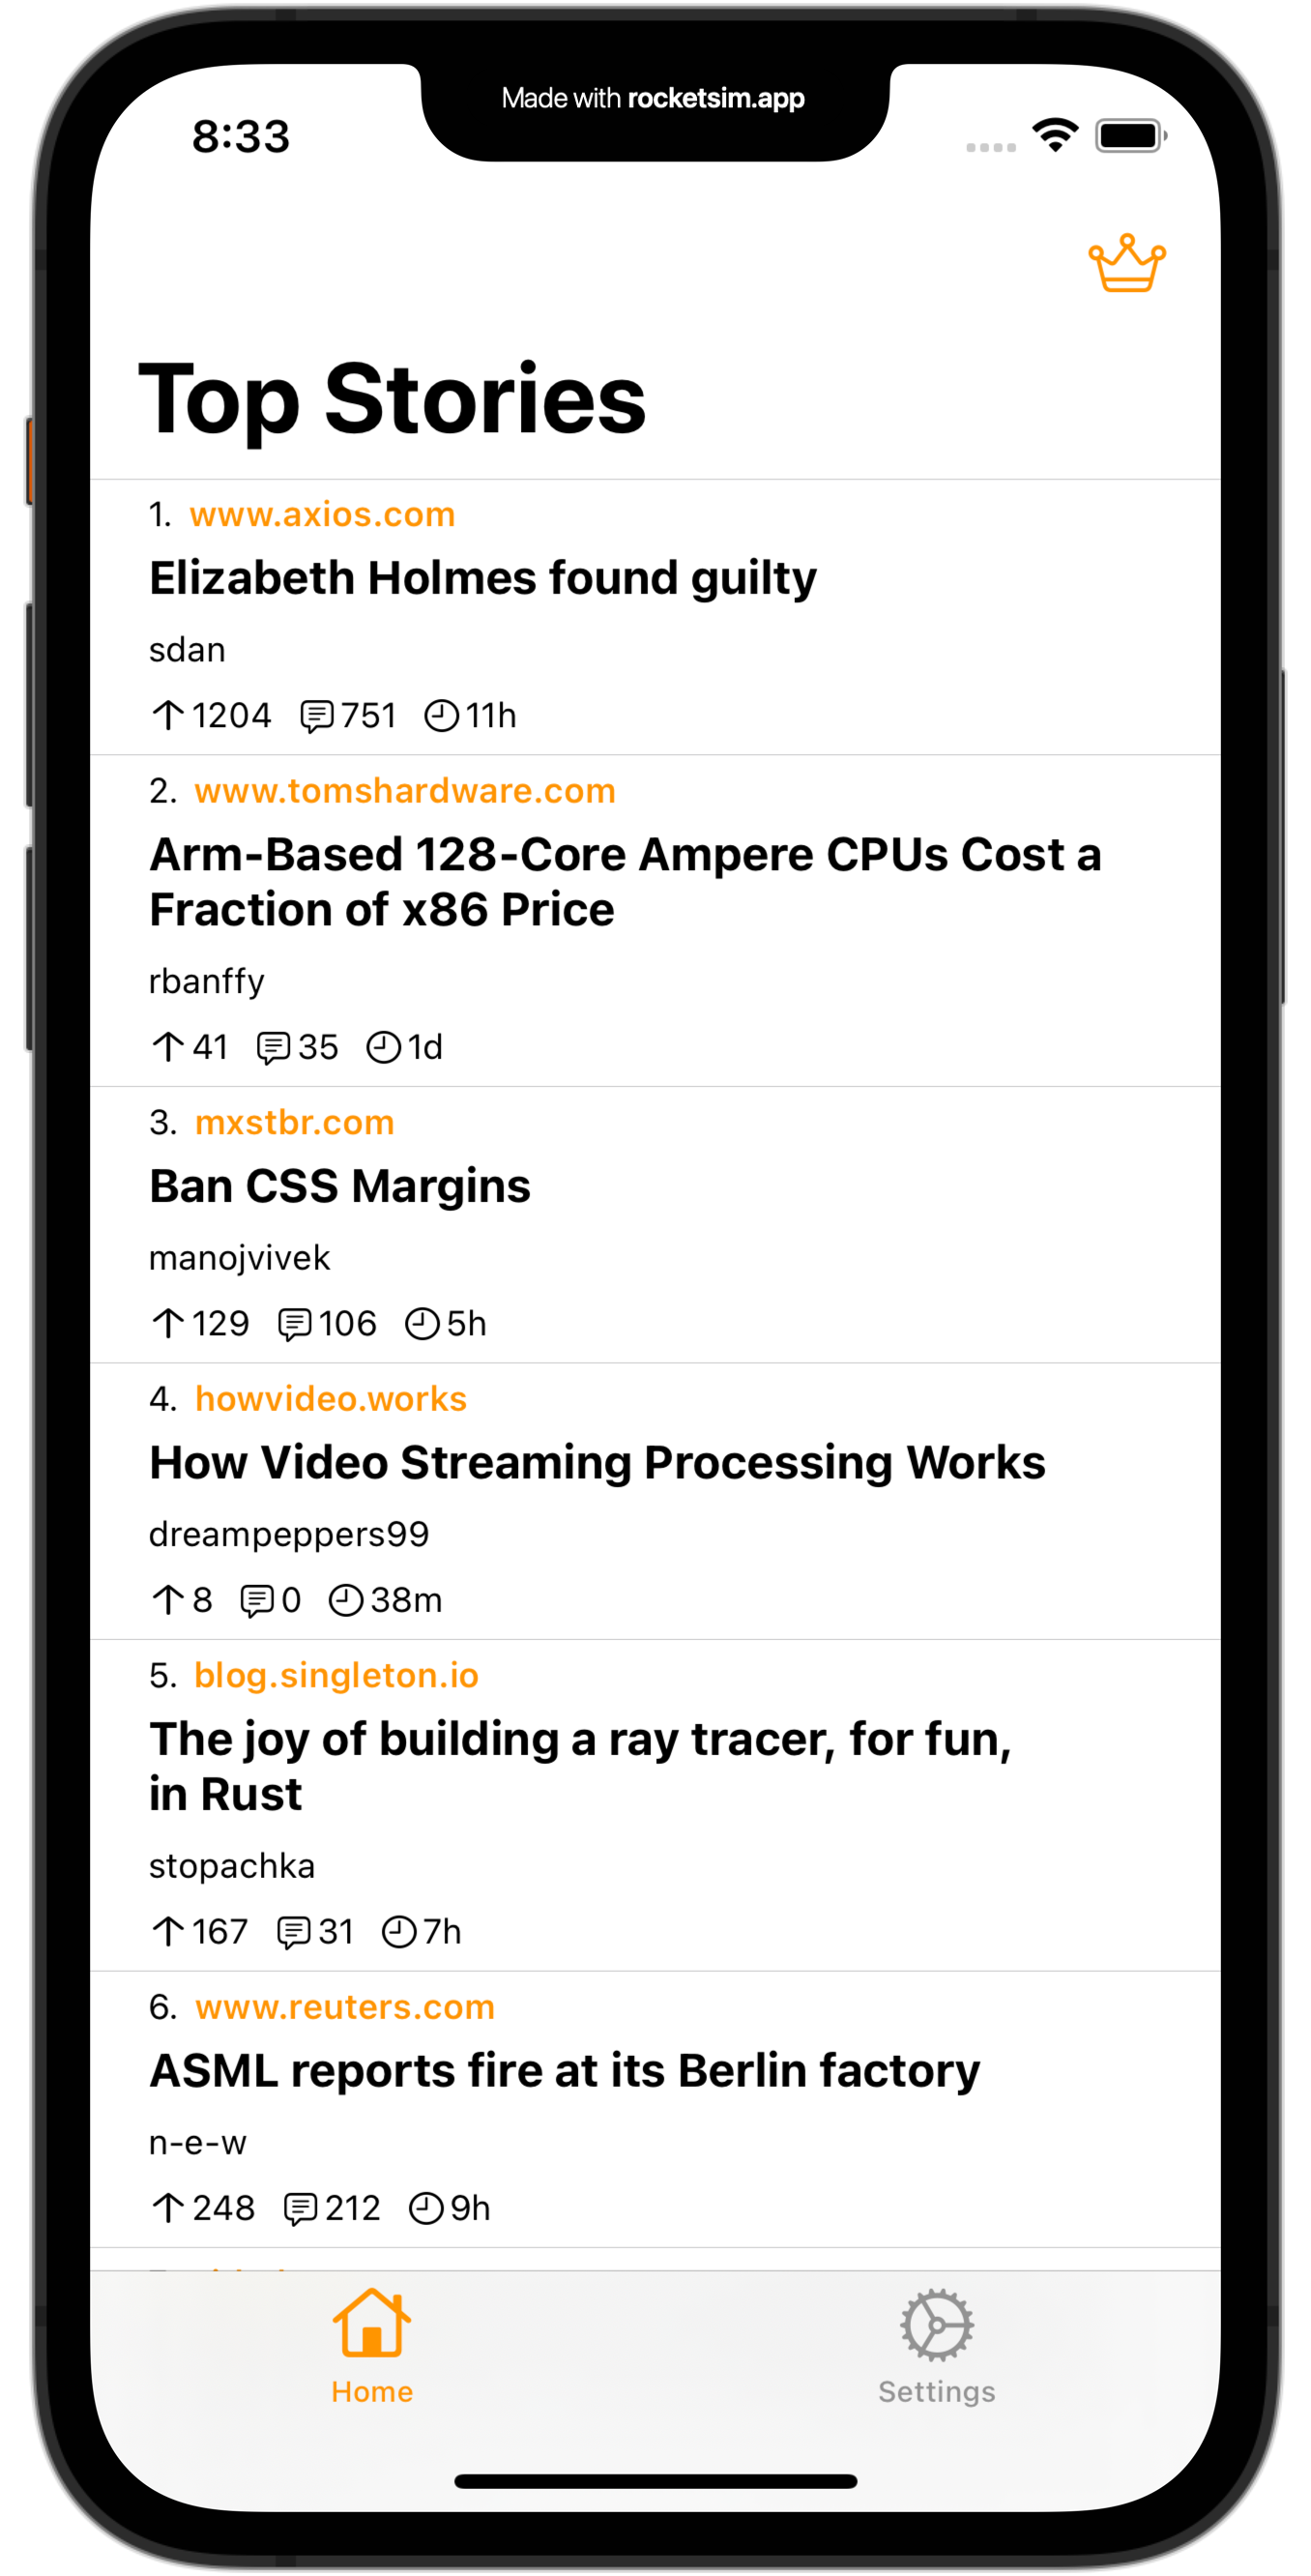 Made with rocketsim.app
8:33
Top Stories
1. www.axios.com
Elizabeth Holmes found guilty
sdan
1204 751 11h
2. www.tomshardware.com
Arm-Based 128-Core Ampere CPUs Cost a
Fraction of x86 Price
rbanffy
41 35 1d
3. mxstbr.com
Ban CSS Margins
manojvivek
129 106 5h
4. howvideo.works
How Video Streaming Processing Works
dreampeppers99
8 0 38m
5. blog.singleton.io
The joy of building a ray tracer, for fun,
in Rust
stopachka
167 31 7h
6. www.reuters.com
ASML reports fire at its Berlin factory
n-e-w
248 212 9h
Home Settings